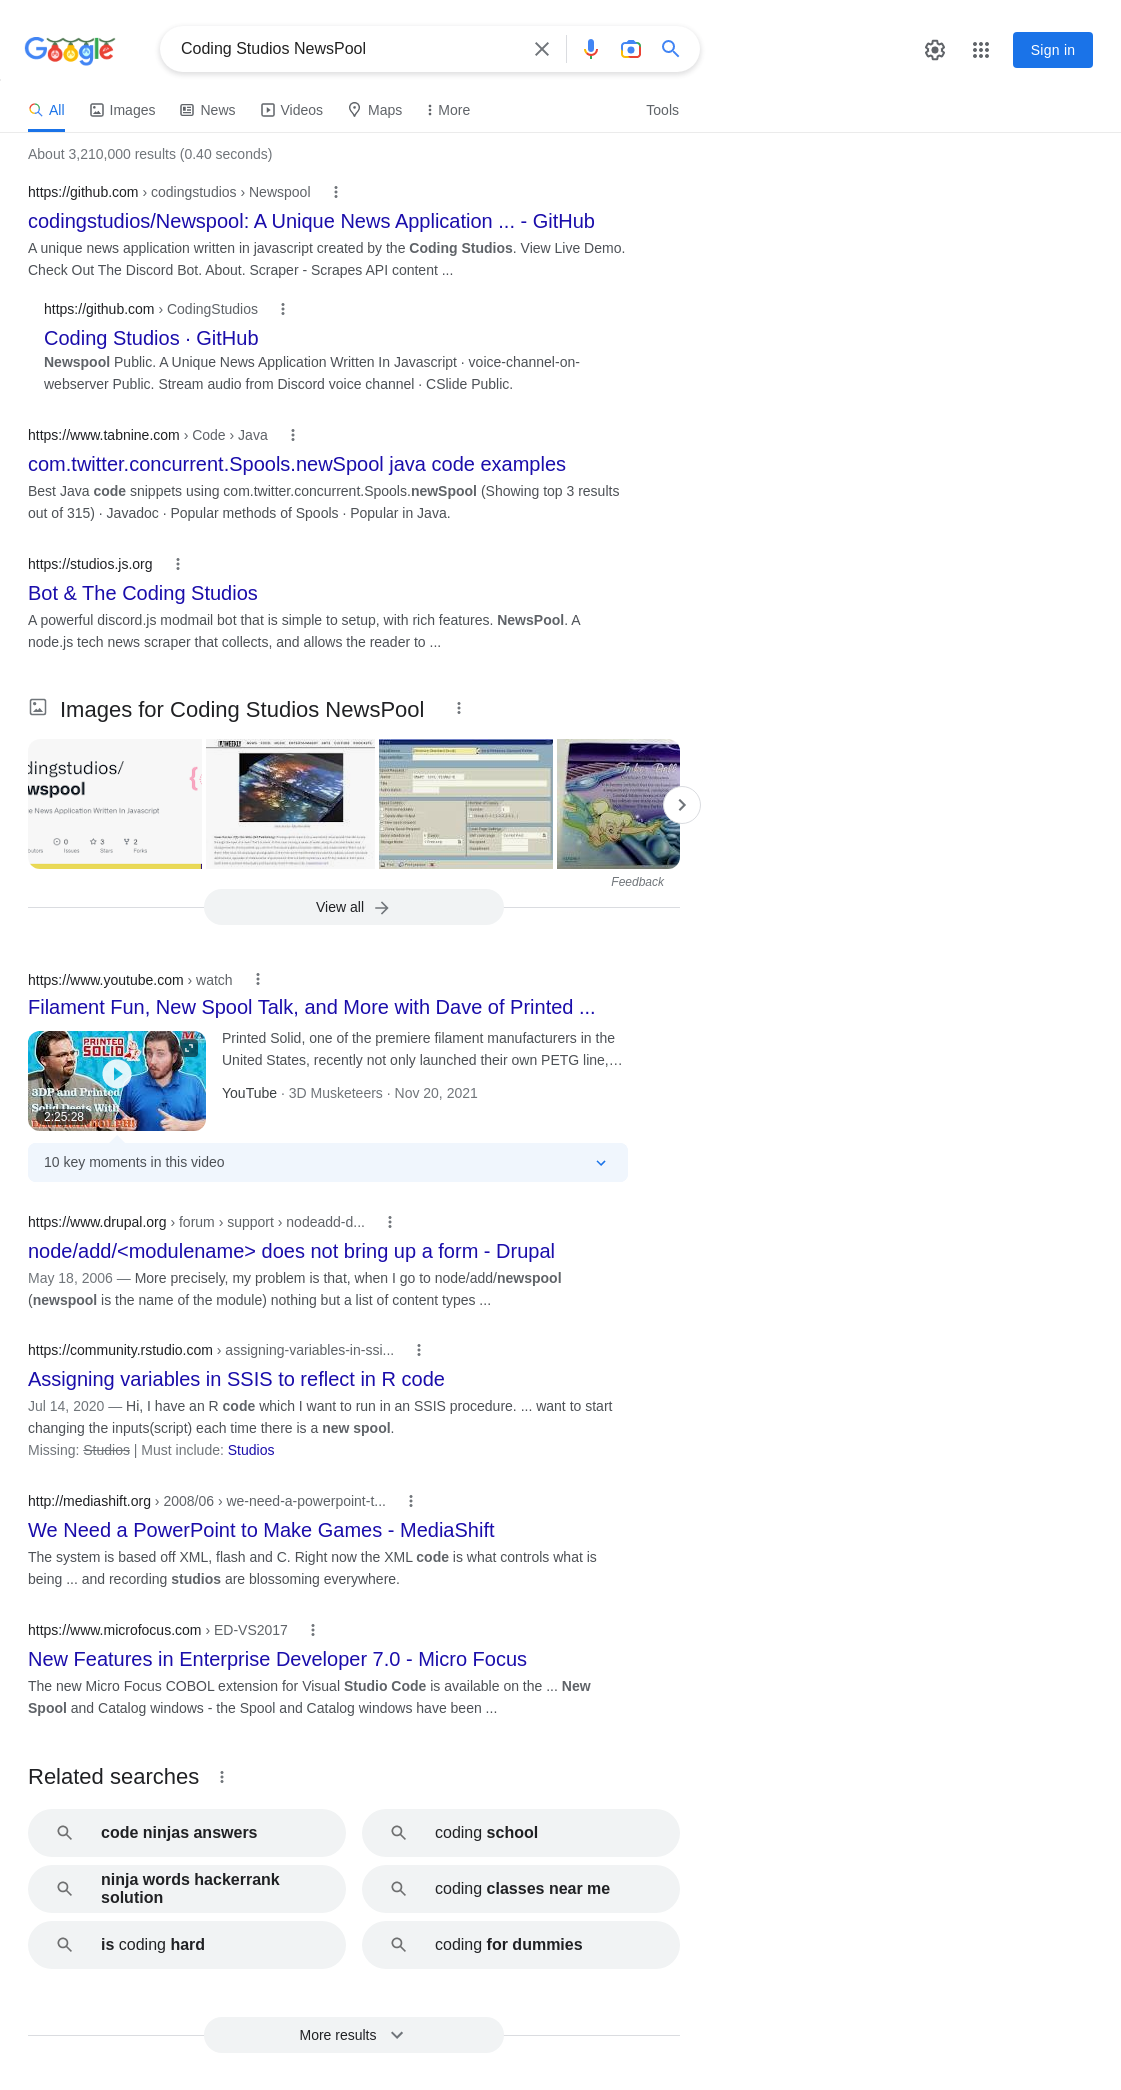 Google
Coding Studios NewsPool
Sign in
All
Images
News
Videos
Maps
More
Tools
About 3,210,000 results (0.40 seconds)
https://github.com › codingstudios › Newspool
codingstudios/Newspool: A Unique News Application ... - GitHub
A unique news application written in javascript created by the Coding Studios. View Live Demo.
Check Out The Discord Bot. About. Scraper - Scrapes API content ...
https://github.com › CodingStudios
Coding Studios · GitHub
Newspool Public. A Unique News Application Written In Javascript · voice-channel-on-
webserver Public. Stream audio from Discord voice channel · CSlide Public.
https://www.tabnine.com › Code › Java
com.twitter.concurrent.Spools.newSpool java code examples
Best Java code snippets using com.twitter.concurrent.Spools.newSpool (Showing top 3 results
out of 315) · Javadoc · Popular methods of Spools · Popular in Java.
https://studios.js.org
Bot & The Coding Studios
A powerful discord.js modmail bot that is simple to setup, with rich features. NewsPool. A
node.js tech news scraper that collects, and allows the reader to ...
Images for Coding Studios NewsPool
dingstudios/
wspool
e News Application Written In Javascript
0
3
2
Issues
Stars
Forks
Tinker Bell
Feedback
View all
https://www.youtube.com › watch
Filament Fun, New Spool Talk, and More with Dave of Printed ...
PRINTED
SOLID
3DP and Printed
Solid Deets With
2:25:28
Printed Solid, one of the premiere filament manufacturers in the
United States, recently not only launched their own PETG line,…
YouTube · 3D Musketeers · Nov 20, 2021
10 key moments in this video
https://www.drupal.org › forum › support › nodeadd-d...
node/add/<modulename> does not bring up a form - Drupal
May 18, 2006 — More precisely, my problem is that, when I go to node/add/newspool
(newspool is the name of the module) nothing but a list of content types ...
https://community.rstudio.com › assigning-variables-in-ssi...
Assigning variables in SSIS to reflect in R code
Jul 14, 2020 — Hi, I have an R code which I want to run in an SSIS procedure. ... want to start
changing the inputs(script) each time there is a new spool.
Missing: Studios | Must include: Studios
http://mediashift.org › 2008/06 › we-need-a-powerpoint-t...
We Need a PowerPoint to Make Games - MediaShift
The system is based off XML, flash and C. Right now the XML code is what controls what is
being ... and recording studios are blossoming everywhere.
https://www.microfocus.com › ED-VS2017
New Features in Enterprise Developer 7.0 - Micro Focus
The new Micro Focus COBOL extension for Visual Studio Code is available on the ... New
Spool and Catalog windows - the Spool and Catalog windows have been ...
Related searches
code ninjas answers
coding school
ninja words hackerrank
solution
coding classes near me
is coding hard
coding for dummies
More results